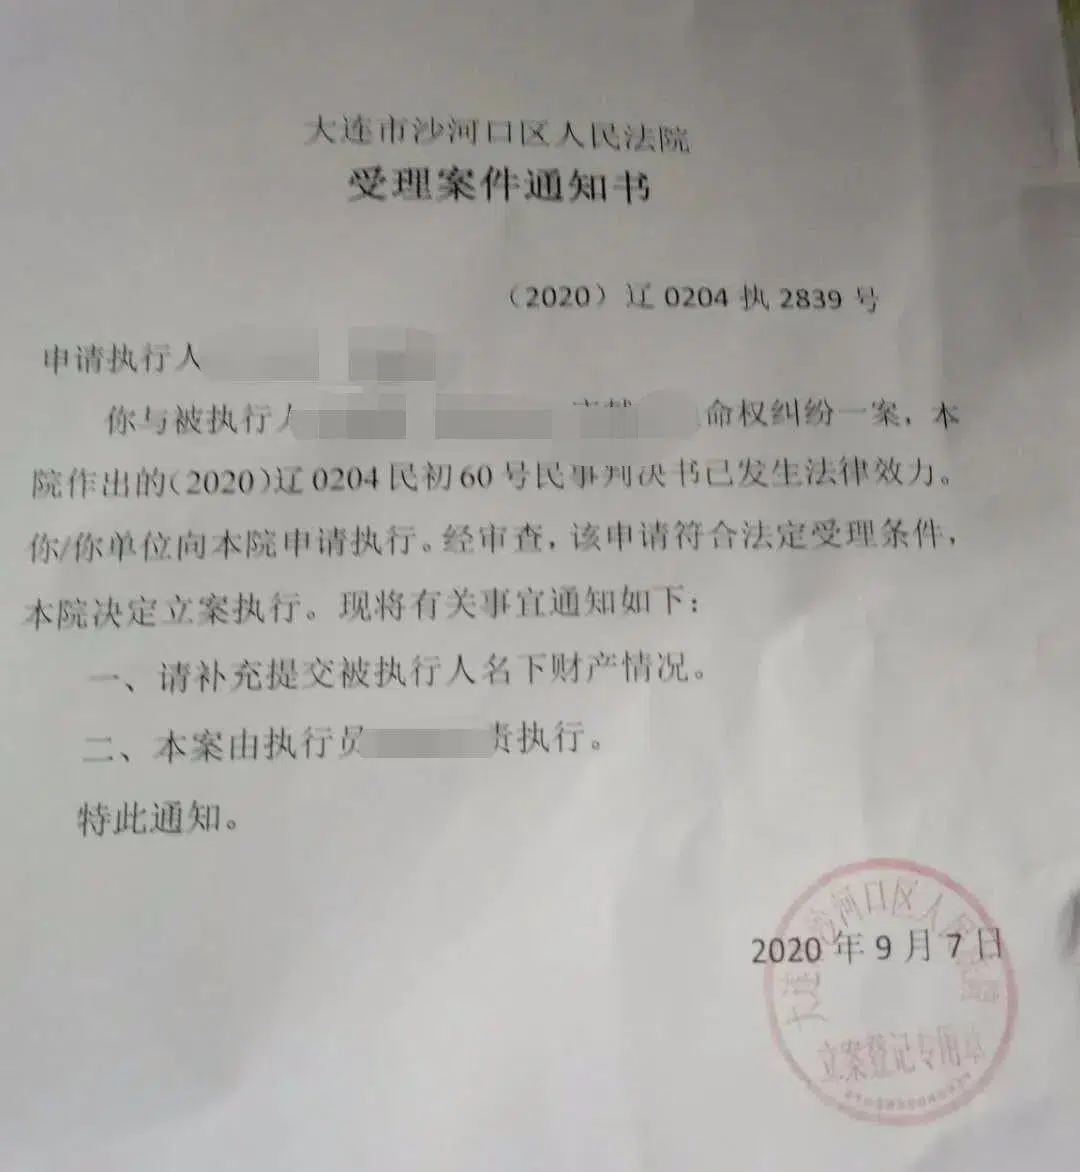 大连市沙河口区人民法院
受理案件通知书
（2020）辽 0204 执 2839 号
申请执行人
你与被执行人 命权纠纷一案，本
院作出的(2020)辽 0204 民初 60 号民事判决书已发生法律效力。
你/你单位向本院申请执行。经审查，该申请符合法定受理条件，
本院决定立案执行。现将有关事宜通知如下：
一、请补充提交被执行人名下财产情况。
二、本案由执行员 责执行。
特此通知。
2020 年 9 月 7 日
大连 沙河口区人民法院
立案登记专用章